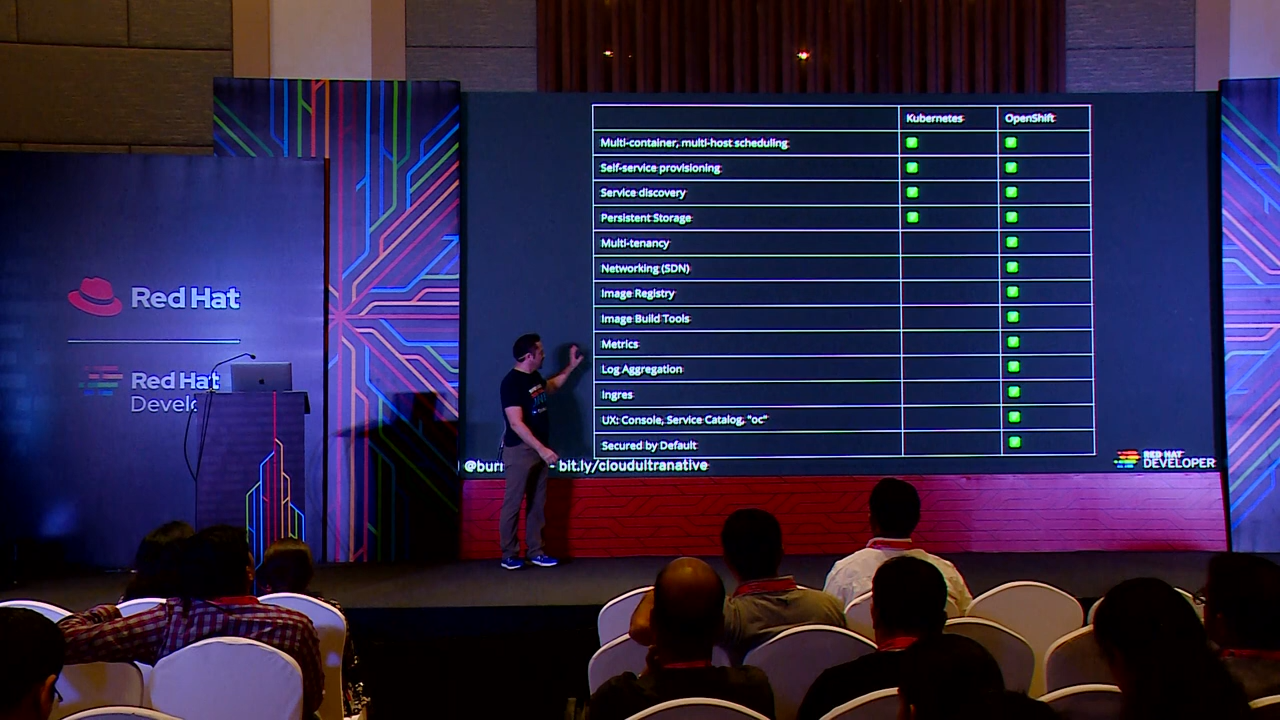 Kubernetes OpenShift
Multi-container, multi-host scheduling
Self-service provisioning
Service discovery
Persistent Storage
Multi-tenancy
Networking (SDN)
Image Registry
Image Build Tools
Metrics
Log Aggregation
Ingres
UX: Console, Service Catalog, "oc"
Secured by Default
- bit.ly/cloudultranative
RED HAT
DEVELOPER
Red Hat
Red Hat